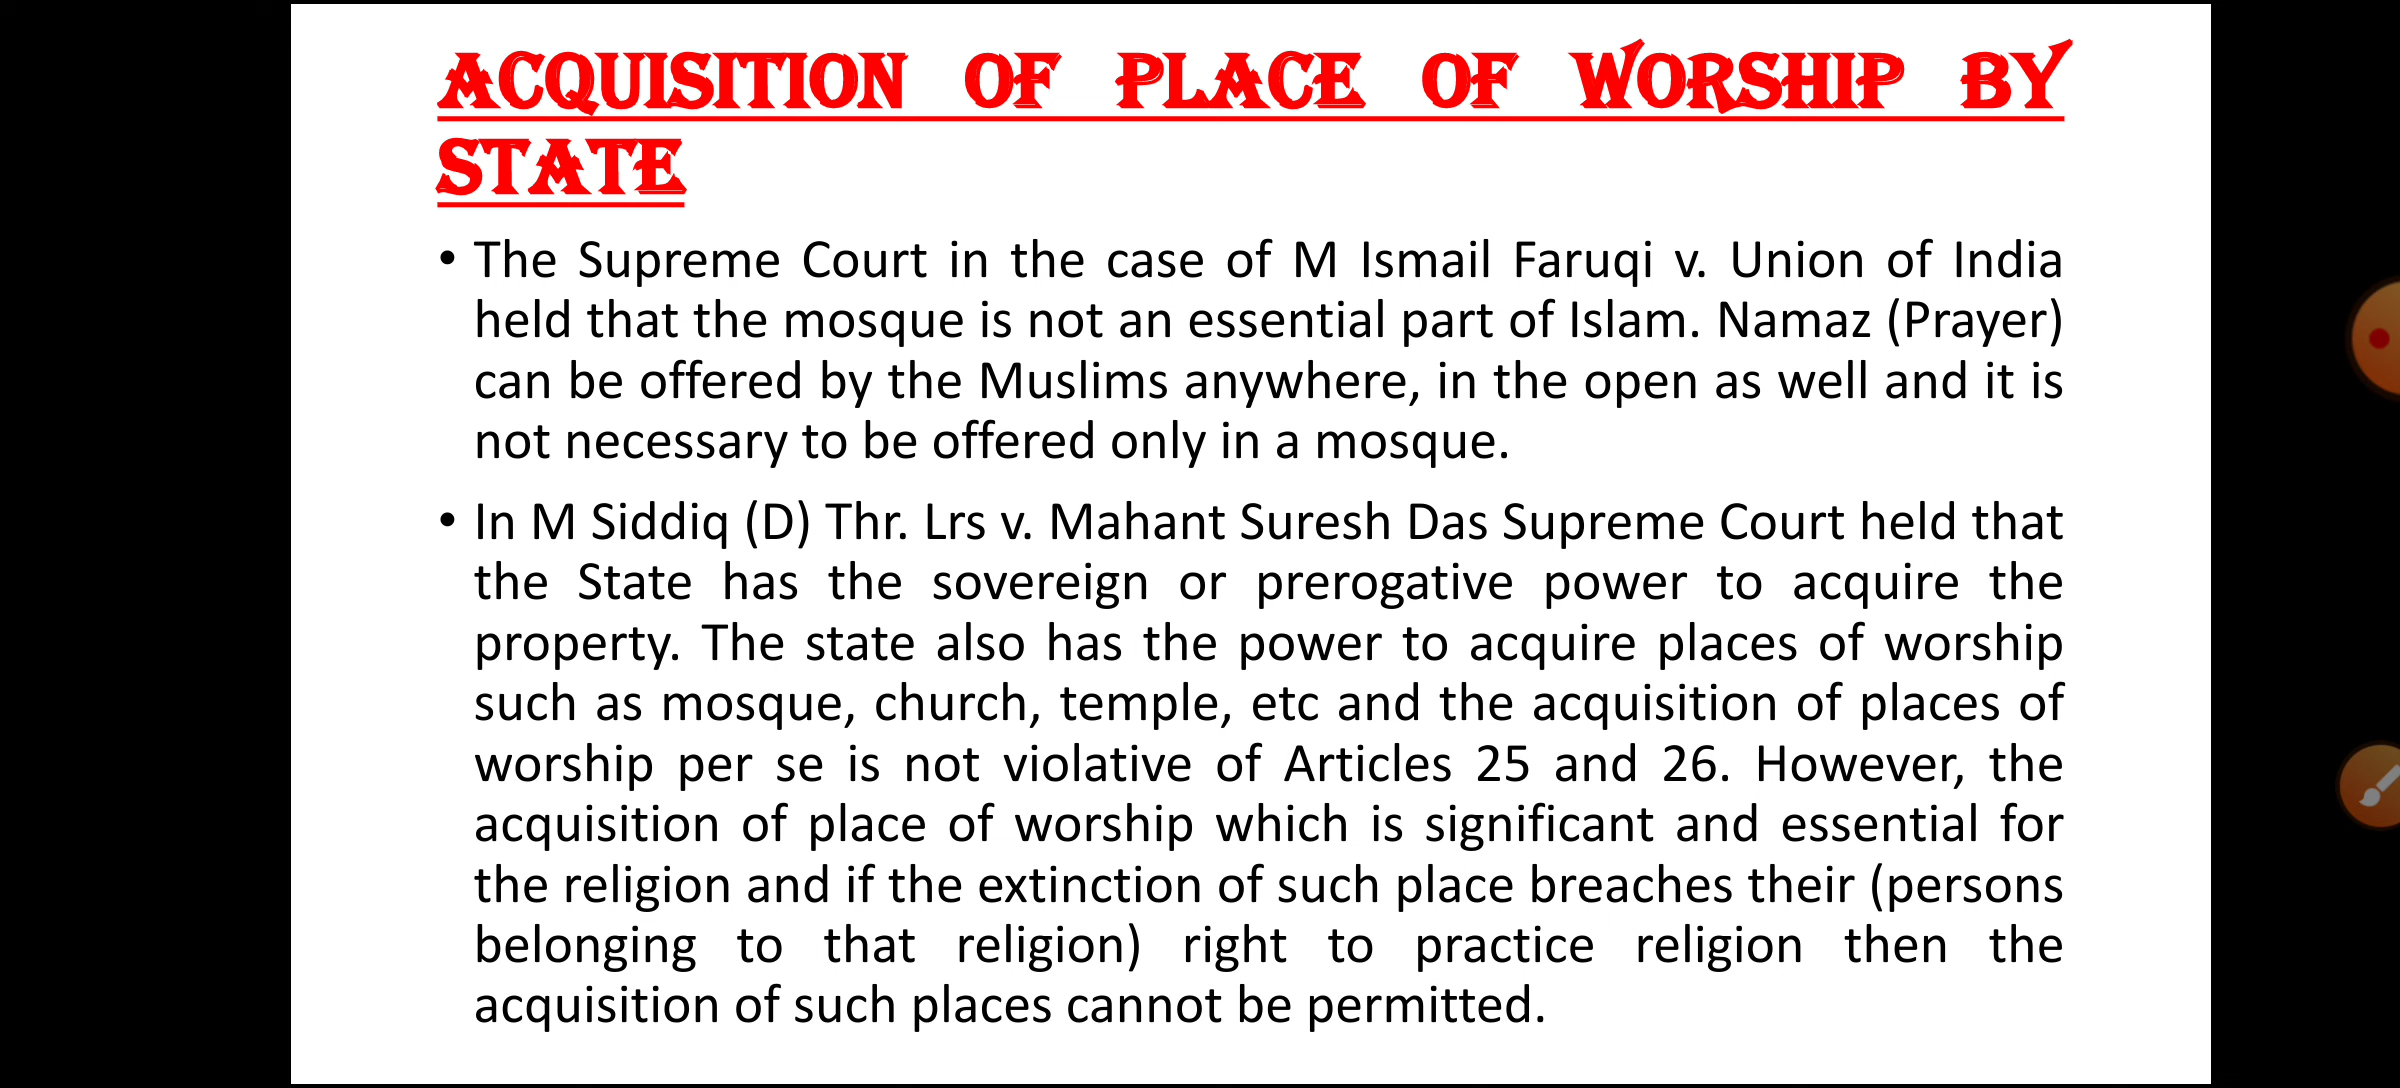 ACQUISITION OF PLACE OF WORSHIP BY
STATE
• The Supreme Court in the case of M Ismail Faruqi v. Union of India
held that the mosque is not an essential part of Islam. Namaz (Prayer)
can be offered by the Muslims anywhere, in the open as well and it is
not necessary to be offered only in a mosque.
• In M Siddiq (D) Thr. Lrs v. Mahant Suresh Das Supreme Court held that
the State has the sovereign or prerogative power to acquire the
property. The state also has the power to acquire places of worship
such as mosque, church, temple, etc and the acquisition of places of
worship per se is not violative of Articles 25 and 26. However, the
acquisition of place of worship which is significant and essential for
the religion and if the extinction of such place breaches their (persons
belonging to that religion) right to practice religion then the
acquisition of such places cannot be permitted.